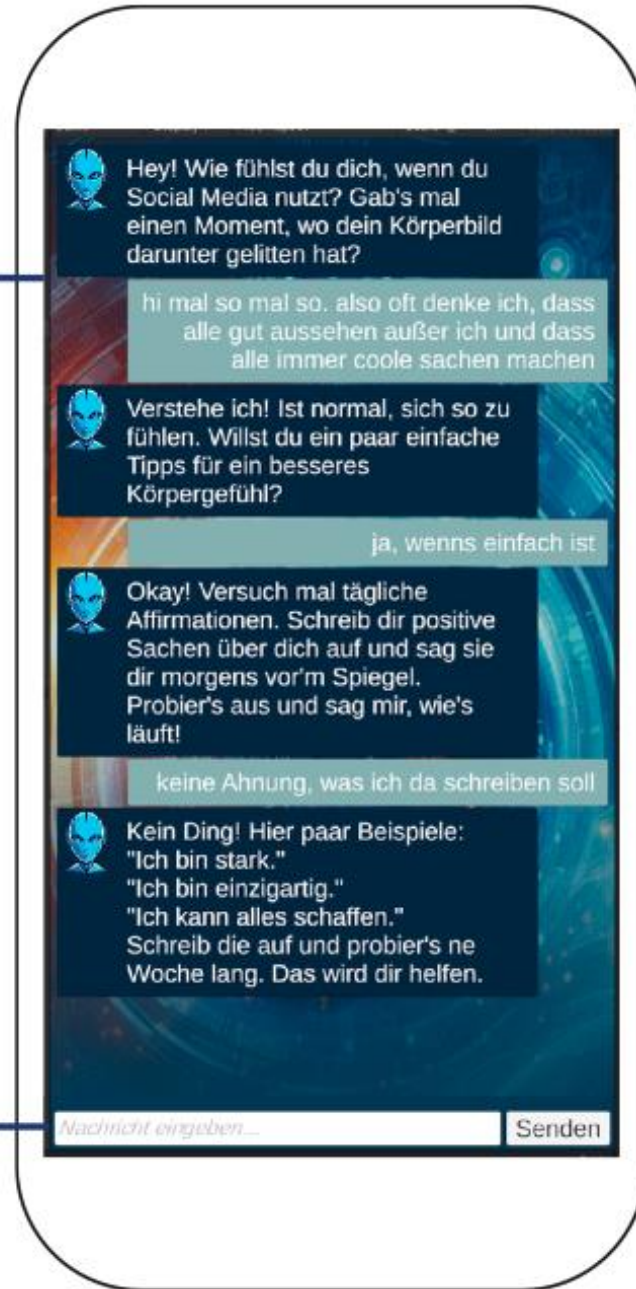 Hey! Wie fühlst du dich, wenn du
Social Media nutzt? Gab's mal
einen Moment, wo dein Körperbild
darunter gelitten hat?
hi mal so mal so. also oft denke ich, dass
alle gut aussehen außer ich und dass
alle immer coole sachen machen
Verstehe ich! Ist normal, sich so zu
fühlen. Willst du ein paar einfache
Tipps für ein besseres
Körpergefühl?
ja, wenns einfach ist
Okay! Versuch mal tägliche
Affirmationen. Schreib dir positive
Sachen über dich auf und sag sie
dir morgens vor'm Spiegel.
Probier's aus und sag mir, wie's
läuft!
keine Ahnung, was ich da schreiben soll
Kein Ding! Hier paar Beispiele:
"Ich bin stark."
"Ich bin einzigartig."
"Ich kann alles schaffen."
Schreib die auf und probier's ne
Woche lang. Das wird dir helfen.
Nachricht eingeben...
Senden